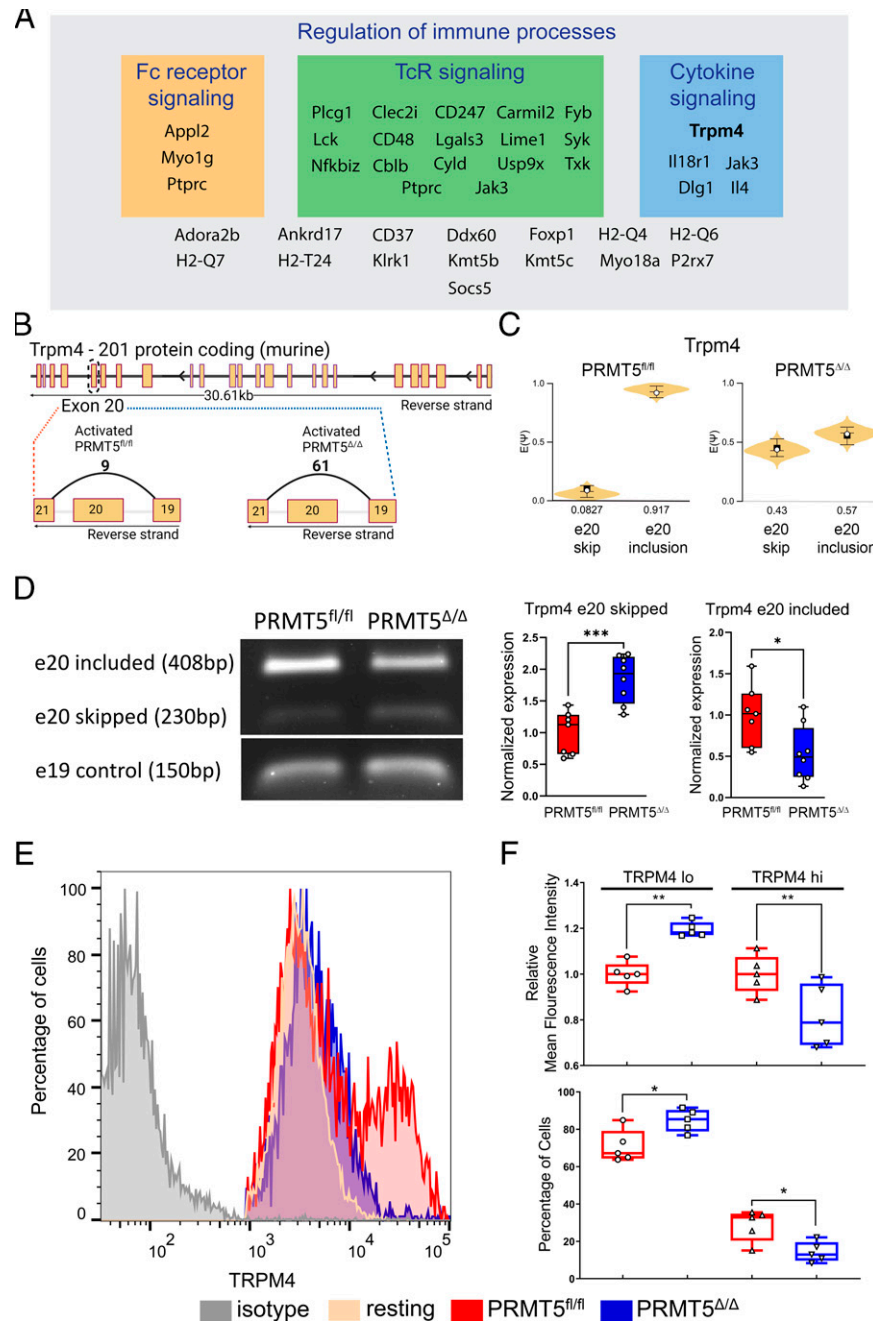 A
Regulation of immune processes
Fc receptor signaling
Appl2
Myo1g
Ptprc
TcR signaling
Plcg1 Clec2i CD247 Carmil2 Fyb
Lck CD48 Lgals3 Lime1 Syk
Nfkbiz Cblb Cyld Usp9x Txk
Ptprc Jak3
Cytokine signaling
Trpm4
Il18r1 Jak3
Dlg1 Il4
Adora2b Ankrd17 CD37 Ddx60 Foxp1 H2-Q4 H2-Q6
H2-Q7 H2-T24 Klrk1 Kmt5b Kmt5c Myo18a P2rx7
Socs5
B
Trpm4 - 201 protein coding (murine)
30.61kb
Reverse strand
Exon 20
Activated
PRMT5fl/fl
9
21 20 19
Reverse strand
Activated
PRMT5Δ/Δ
61
21 20 19
Reverse strand
C
Trpm4
PRMT5fl/fl
E(Ψ)
1.0
0.5
0.0
0.0827 0.917
e20 skip
e20 inclusion
PRMT5Δ/Δ
E(Ψ)
1.0
0.5
0.0
0.43 0.57
e20 skip
e20 inclusion
D
PRMT5fl/fl PRMT5Δ/Δ
e20 included (408bp)
e20 skipped (230bp)
e19 control (150bp)
Trpm4 e20 skipped
Normalized expression
2.5
2.0
1.5
1.0
0.5
0.0
***
PRMT5fl/fl PRMT5Δ/Δ
Trpm4 e20 included
Normalized expression
2.0
1.5
1.0
0.5
0.0
*
PRMT5fl/fl PRMT5Δ/Δ
E
Percentage of cells
100
80
60
40
20
0
10² 10³ 10⁴ 10⁵
TRPM4
F
TRPM4 lo TRPM4 hi
Relative
Mean Flourescence Intensity
1.4
1.2
1.0
0.8
0.6
** **
Percentage of Cells
100
80
60
40
20
0
* *
isotype resting PRMT5fl/fl PRMT5Δ/Δ